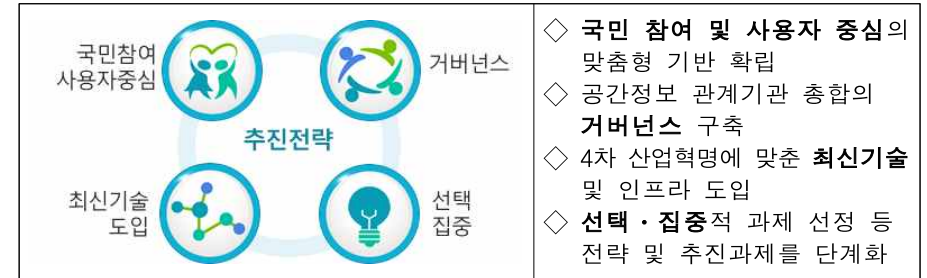 국민참여
사용자중심
거버넌스
추진전략
최신기술
도입
선택
집중
◇ 국민 참여 및 사용자 중심의
맞춤형 기반 확립
◇ 공간정보 관계기관 총합의
거버넌스 구축
◇ 4차 산업혁명에 맞춘 최신기술
및 인프라 도입
◇ 선택·집중적 과제 선정 등
전략 및 추진과제를 단계화